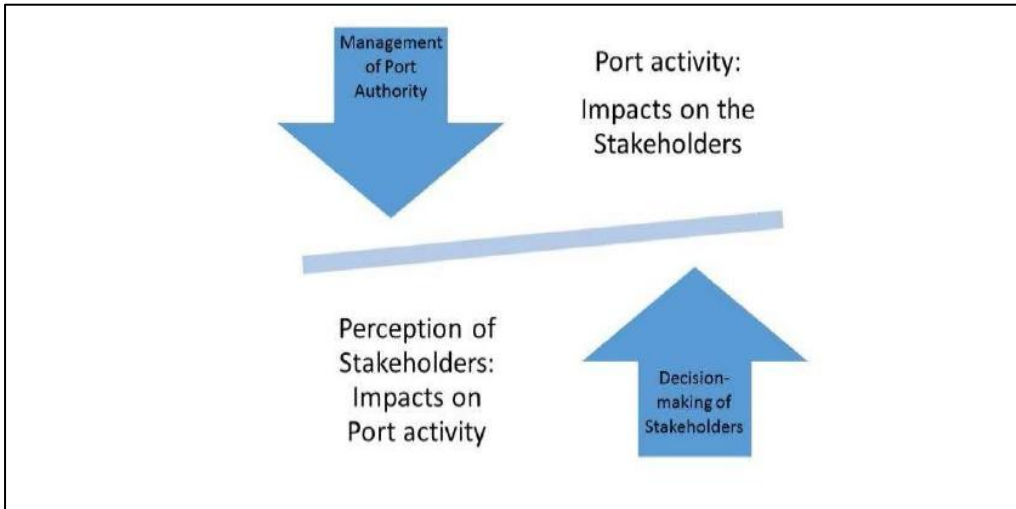 Management
of Port
Authority
Port activity:
Impacts on the
Stakeholders
Perception of
Stakeholders:
Impacts on
Port activity
Decision-
making of
Stakeholders